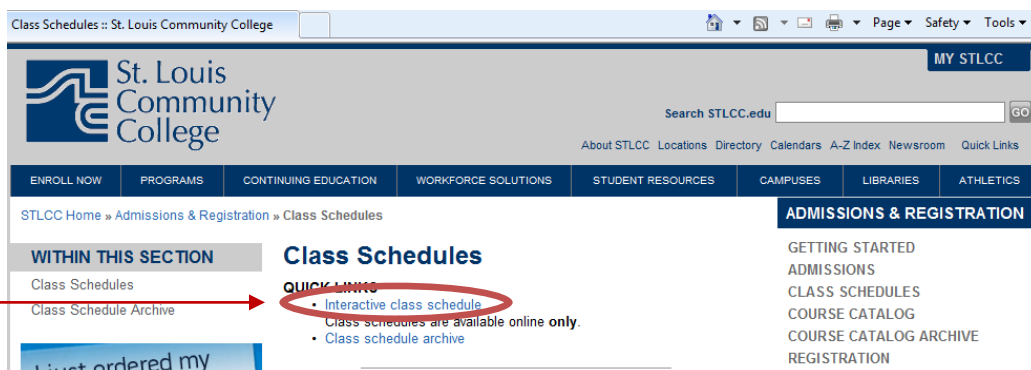 Class Schedules :: St. Louis Community College
Page Safety Tools
MY STLCC
St. Louis
Community
College
Search STLCC.edu GO
About STLCC Locations Directory Calendars A-Z Index Newsroom Quick Links
ENROLL NOW PROGRAMS CONTINUING EDUCATION WORKFORCE SOLUTIONS STUDENT RESOURCES CAMPUSES LIBRARIES ATHLETICS
STLCC Home » Admissions & Registration » Class Schedules
ADMISSIONS & REGISTRATION
WITHIN THIS SECTION
Class Schedules
Class Schedule Archive
I just ordered my
Class Schedules
QUICK LINKS
• Interactive class schedule
Class schedules are available online only.
• Class schedule archive
GETTING STARTED
ADMISSIONS
CLASS SCHEDULES
COURSE CATALOG
COURSE CATALOG ARCHIVE
REGISTRATION